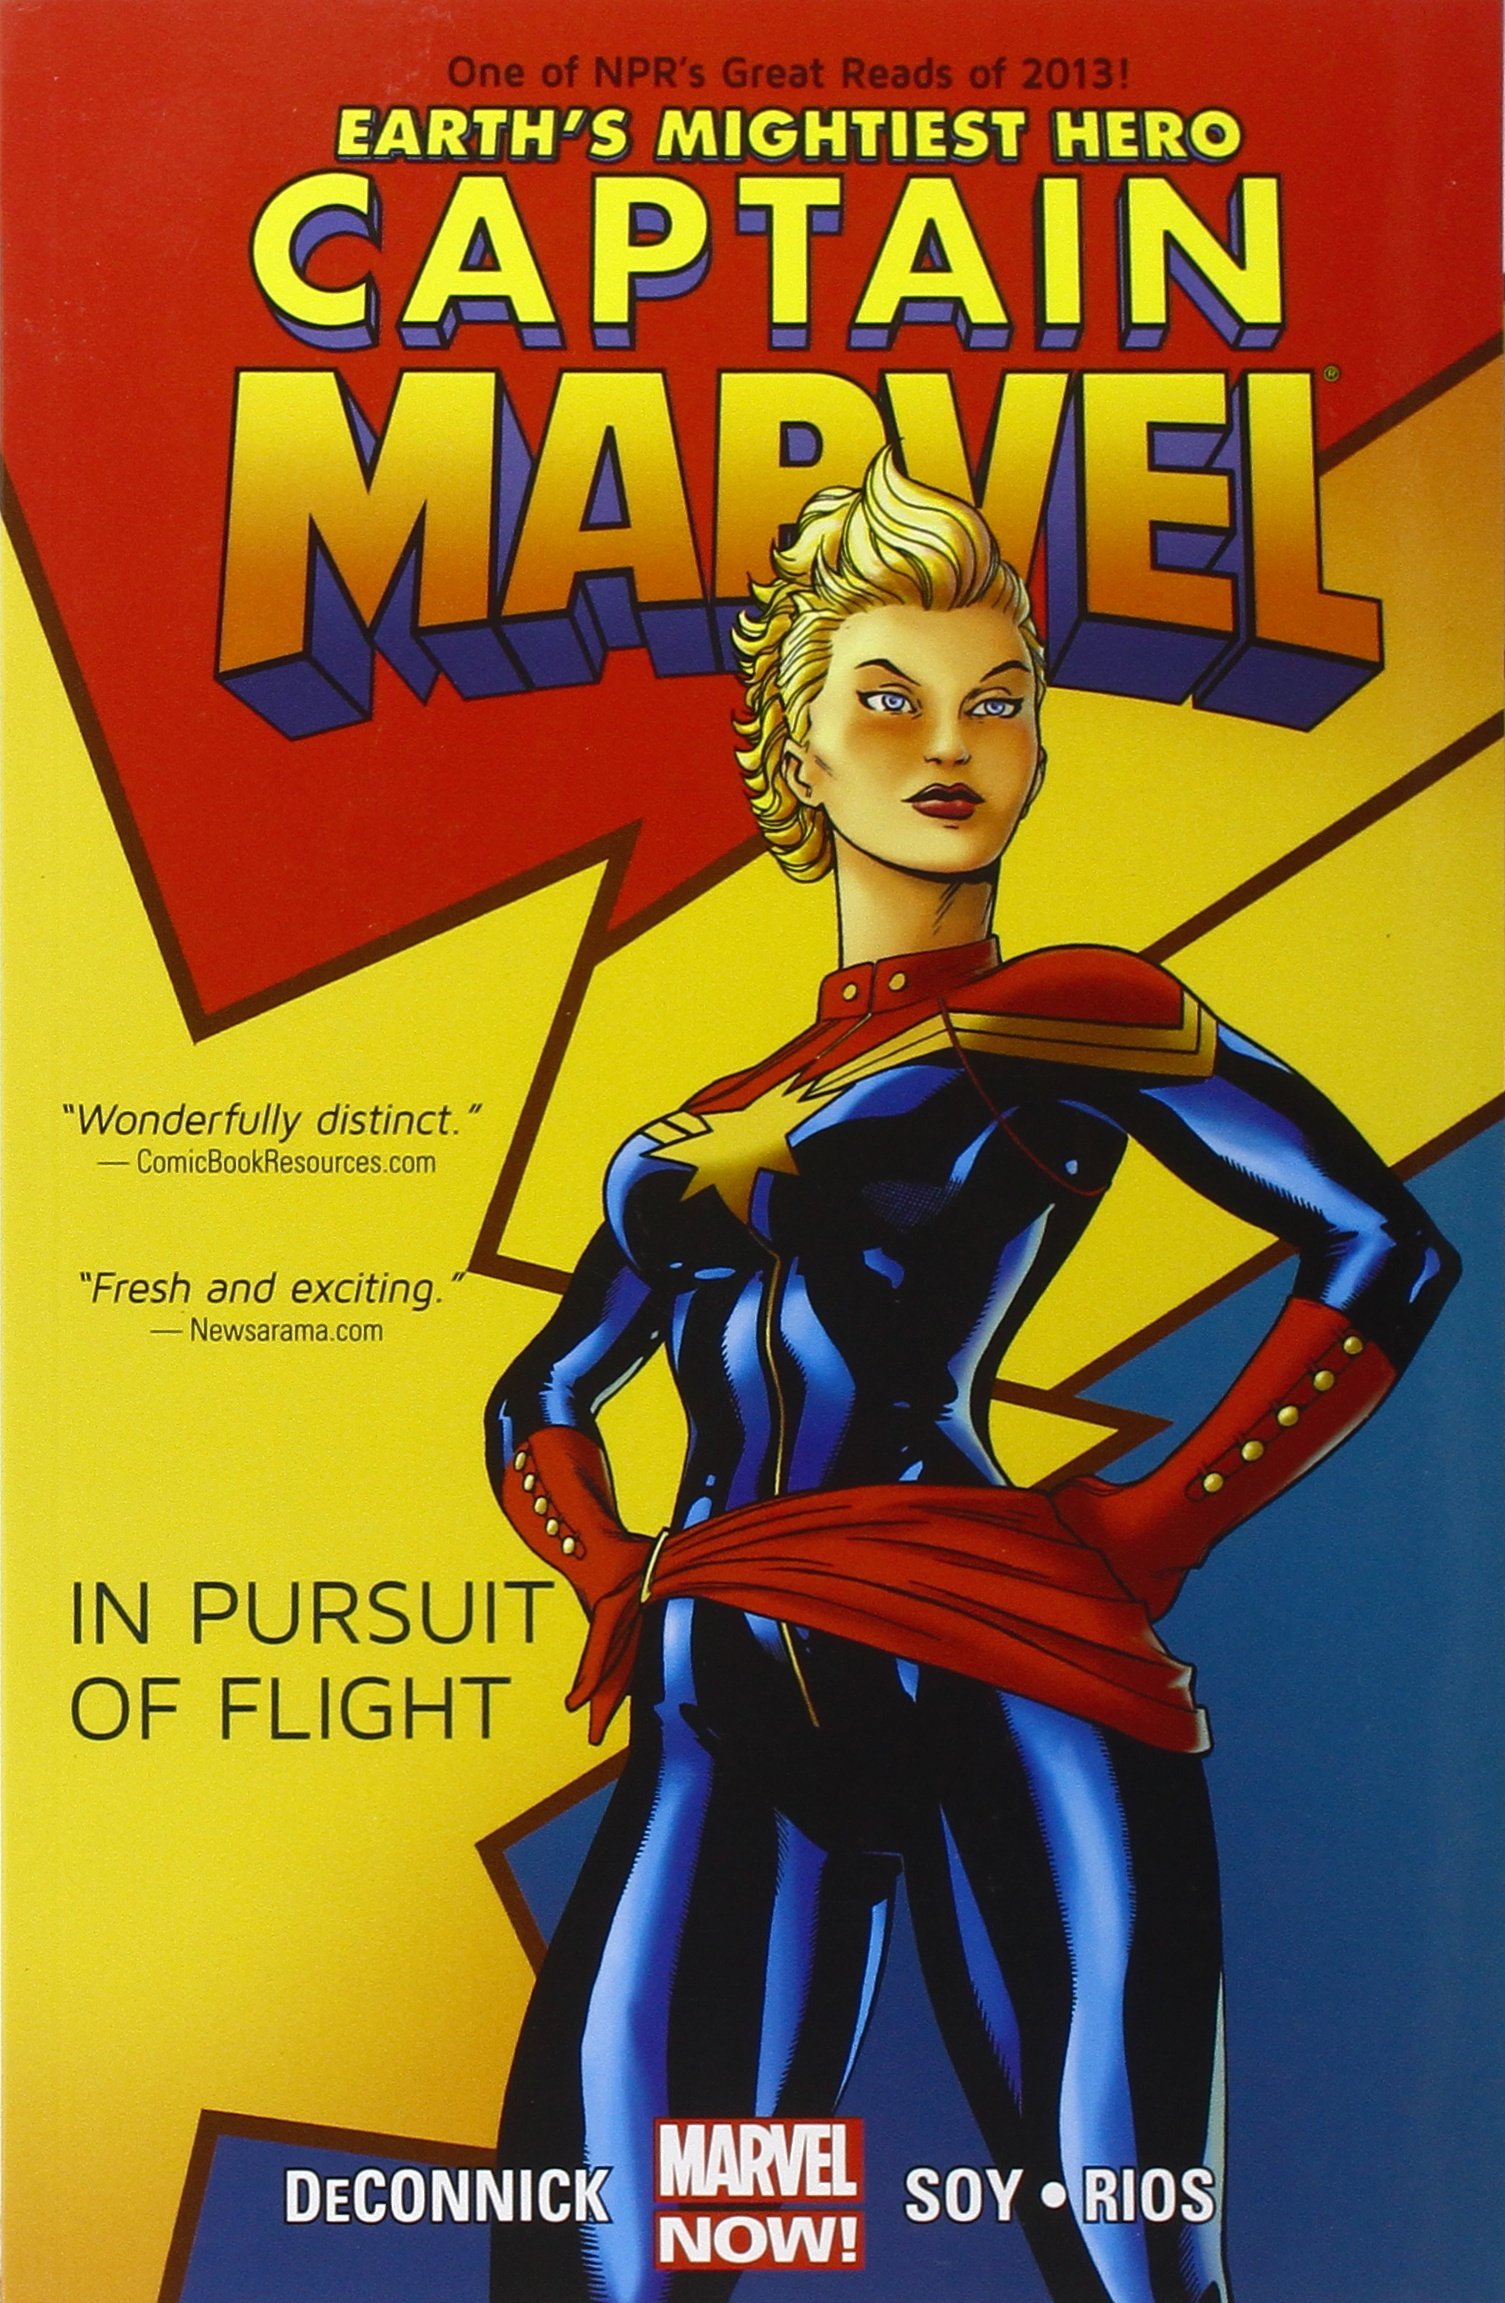 One of NPR's Great Reads of 2013!
EARTH'S MIGHTIEST HERO
CAPTAIN
MARVEL®
"Wonderfully distinct."
— ComicBookResources.com
"Fresh and exciting."
— Newsarama.com
IN PURSUIT
OF FLIGHT
DeCONNICK
MARVEL
NOW!
SOY • RIOS